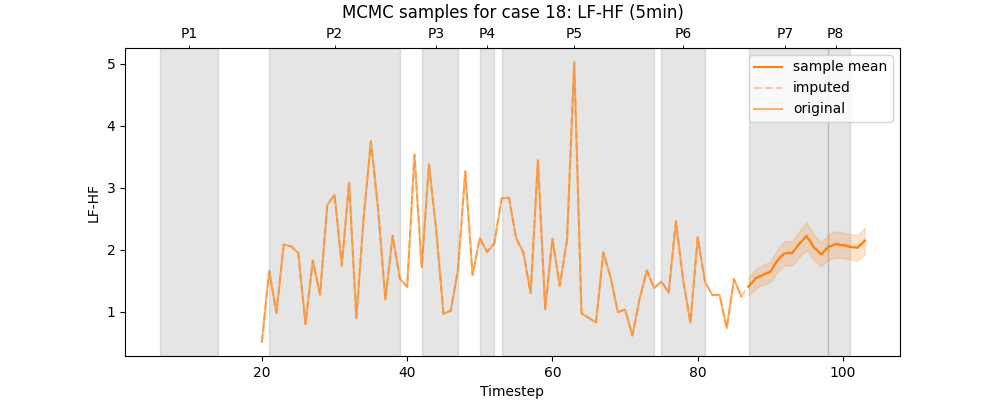 MCMC samples for case 18: LF-HF (5min)
P1 P2 P3 P4 P5 P6 P7 P8
sample mean
imputed
original
5
4
3
2
1
LF-HF
20 40 60 80 100
Timestep